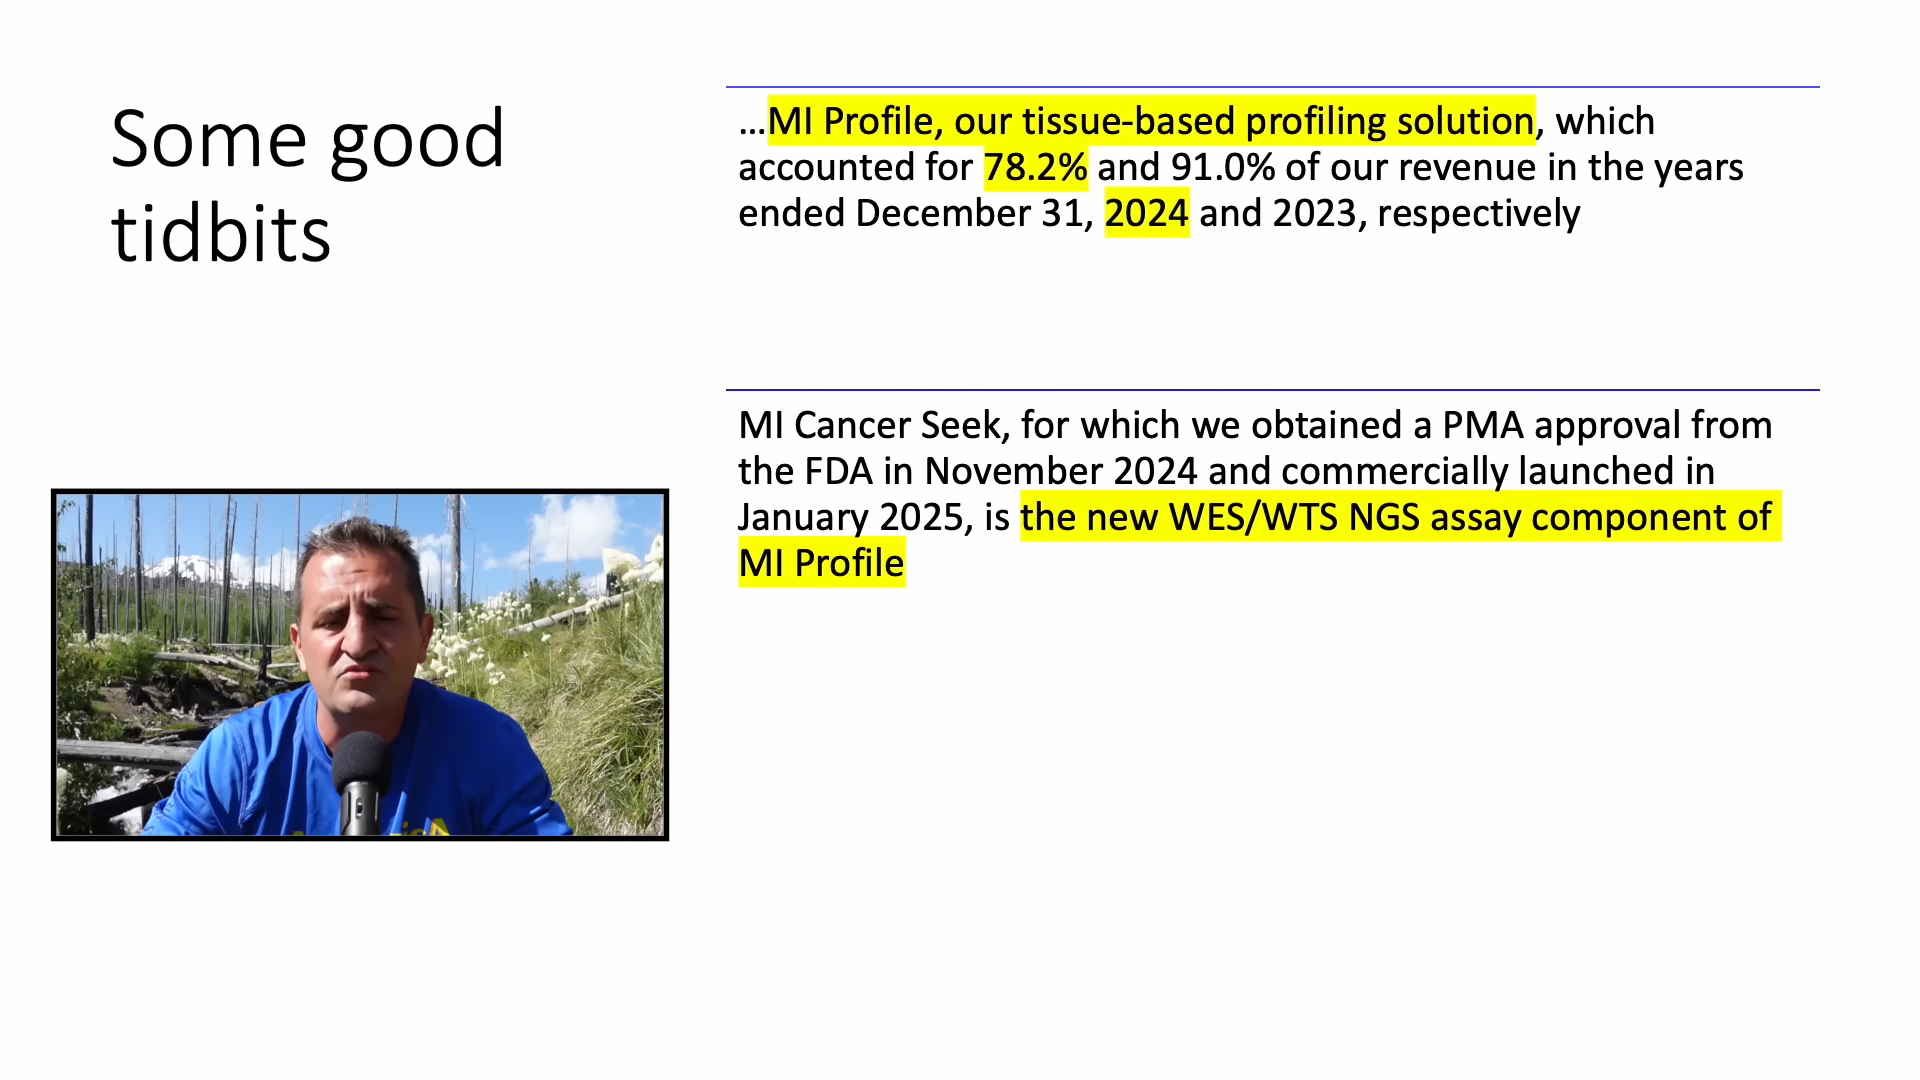 Some good
tidbits
...MI Profile, our tissue-based profiling solution, which
accounted for 78.2% and 91.0% of our revenue in the years
ended December 31, 2024 and 2023, respectively
MI Cancer Seek, for which we obtained a PMA approval from
the FDA in November 2024 and commercially launched in
January 2025, is the new WES/WTS NGS assay component of
MI Profile